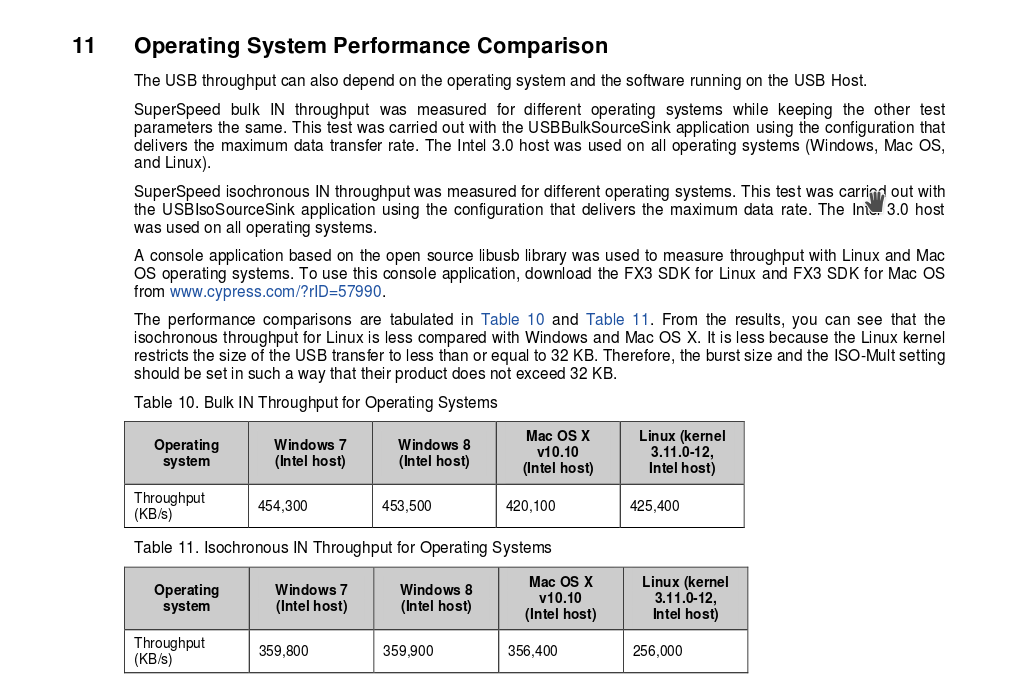 11 Operating System Performance Comparison
The USB throughput can also depend on the operating system and the software running on the USB Host.
SuperSpeed bulk IN throughput was measured for different operating systems while keeping the other test
parameters the same. This test was carried out with the USBBulkSourceSink application using the configuration that
delivers the maximum data transfer rate. The Intel 3.0 host was used on all operating systems (Windows, Mac OS,
and Linux).
SuperSpeed isochronous IN throughput was measured for different operating systems. This test was carried out with
the USBIsoSourceSink application using the configuration that delivers the maximum data rate. The Intel 3.0 host
was used on all operating systems.
A console application based on the open source libusb library was used to measure throughput with Linux and Mac
OS operating systems. To use this console application, download the FX3 SDK for Linux and FX3 SDK for Mac OS
from www.cypress.com/?rID=57990.
The performance comparisons are tabulated in Table 10 and Table 11. From the results, you can see that the
isochronous throughput for Linux is less compared with Windows and Mac OS X. It is less because the Linux kernel
restricts the size of the USB transfer to less than or equal to 32 KB. Therefore, the burst size and the ISO-Mult setting
should be set in such a way that their product does not exceed 32 KB.
Table 10. Bulk IN Throughput for Operating Systems
Operating system Windows 7 (Intel host) Windows 8 (Intel host) Mac OS X v10.10 (Intel host) Linux (kernel 3.11.0-12, Intel host)
Throughput (KB/s) 454,300 453,500 420,100 425,400
Table 11. Isochronous IN Throughput for Operating Systems
Operating system Windows 7 (Intel host) Windows 8 (Intel host) Mac OS X v10.10 (Intel host) Linux (kernel 3.11.0-12, Intel host)
Throughput (KB/s) 359,800 359,900 356,400 256,000